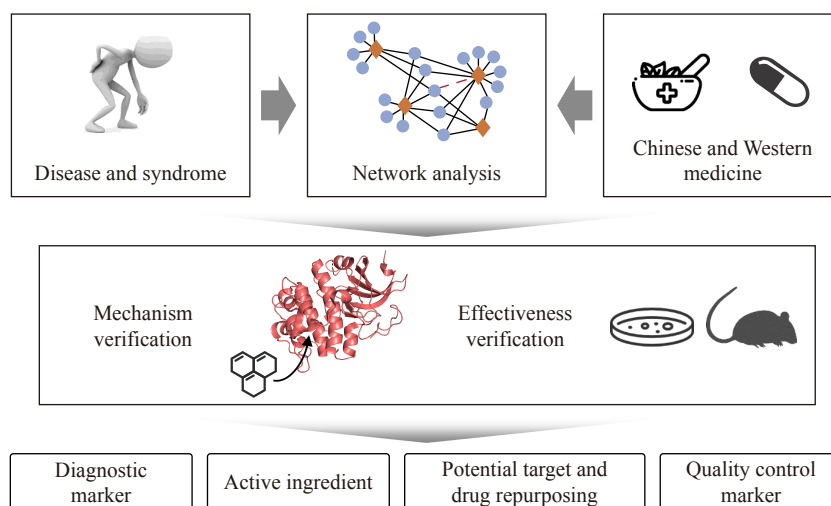 Disease and syndrome
Network analysis
Chinese and Western
medicine
Mechanism
verification
Effectiveness
verification
Diagnostic
marker
Active ingredient
Potential target and
drug repurposing
Quality control
marker